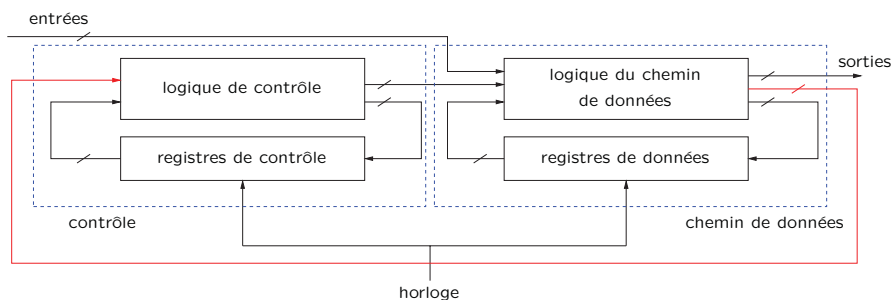 entrées
sorties
logique de contrôle
logique du chemin
de données
registres de contrôle
registres de données
contrôle
chemin de données
horloge